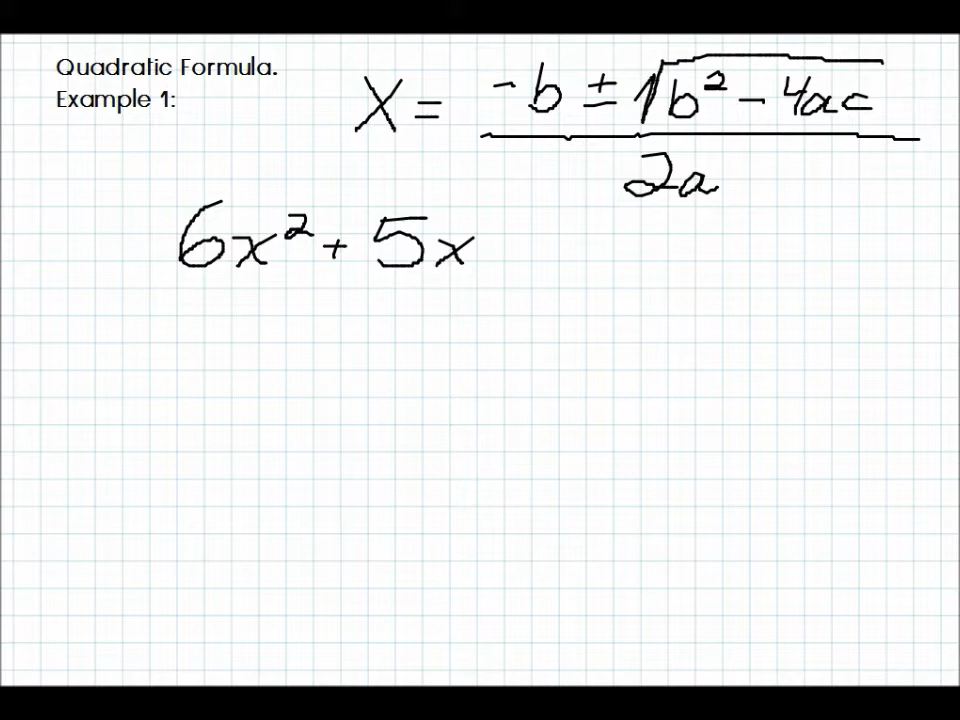 Quadratic Formula.
Example 1:
X = -b ± √b² - 4ac
2a
6x² + 5x